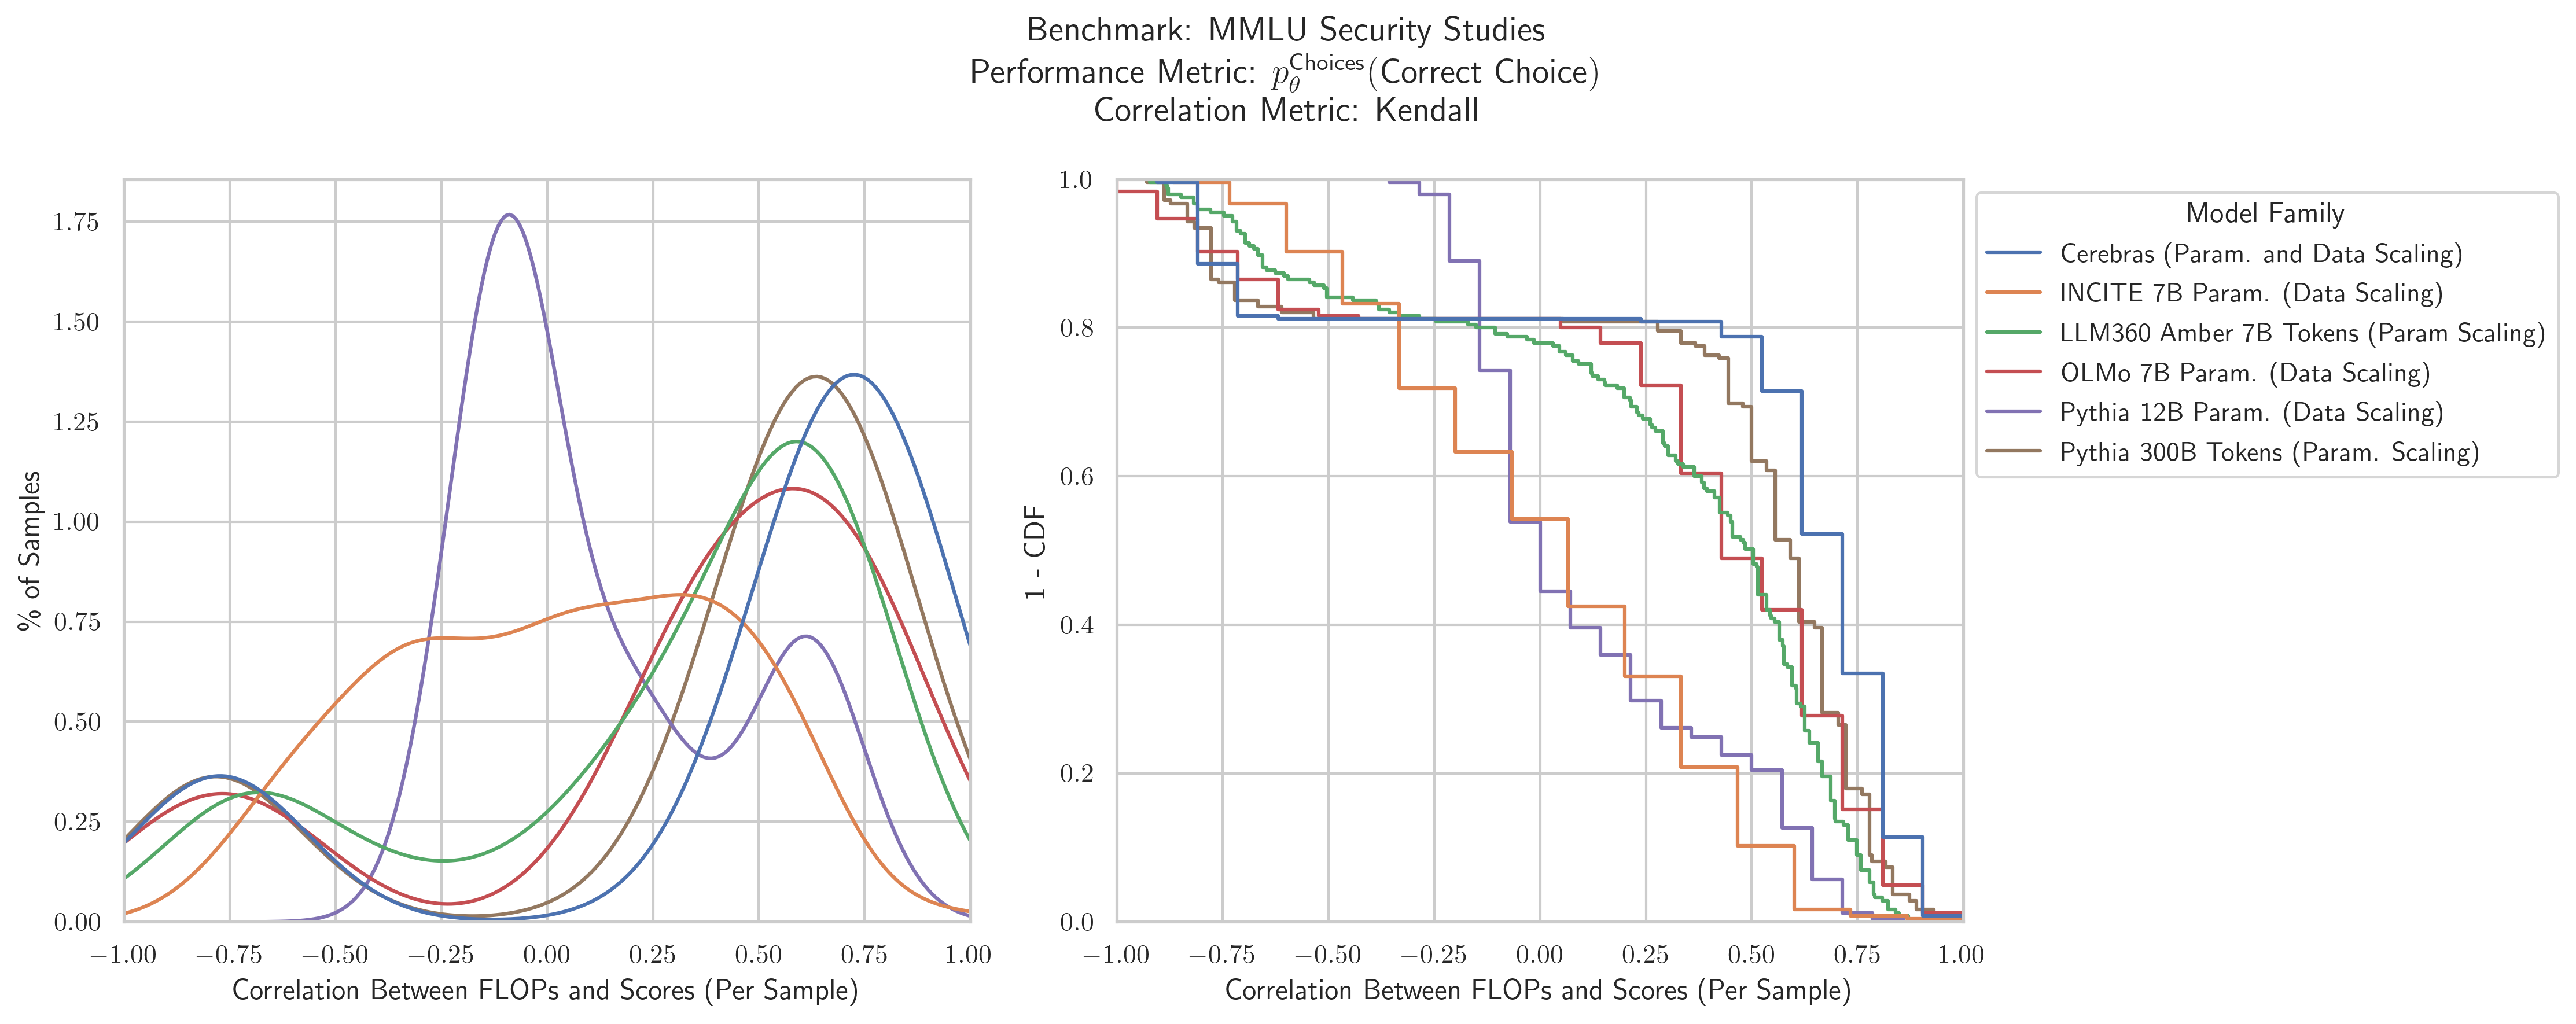 Benchmark: MMLU Security Studies
Performance Metric: $p_\theta^{\text{Choices}}$(Correct Choice)
Correlation Metric: Kendall
% of Samples
1.75
1.50
1.25
1.00
0.75
0.50
0.25
0.00
−1.00 −0.75 −0.50 −0.25 0.00 0.25 0.50 0.75 1.00
Correlation Between FLOPs and Scores (Per Sample)
1 - CDF
1.0
0.8
0.6
0.4
0.2
0.0
−1.00 −0.75 −0.50 −0.25 0.00 0.25 0.50 0.75 1.00
Correlation Between FLOPs and Scores (Per Sample)
Model Family
Cerebras (Param. and Data Scaling)
INCITE 7B Param. (Data Scaling)
LLM360 Amber 7B Tokens (Param Scaling)
OLMo 7B Param. (Data Scaling)
Pythia 12B Param. (Data Scaling)
Pythia 300B Tokens (Param. Scaling)